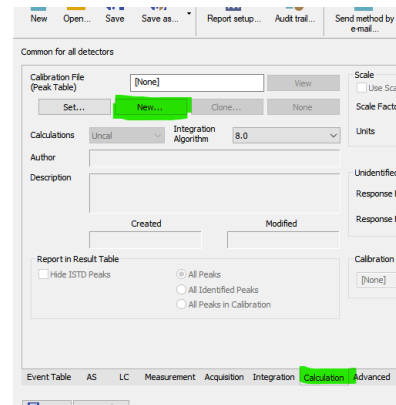 New Open... Save Save as... Report setup... Audit trail... Send method by
e-mail...
Common for all detectors
Calibration File
(Peak Table)
[None]
View
Set... New... Clone... None
Calculations Uncal Integration
Algorithm 8.0
Author
Description
Created Modified
Report in Result Table
Hide ISTD Peaks
All Peaks
All Identified Peaks
All Peaks in Calibration
Scale
Use Sca
Scale Facto
Units
Unidentified
Response
Response
Calibration
[None]
Event Table AS LC Measurement Acquisition Integration Calculation Advanced